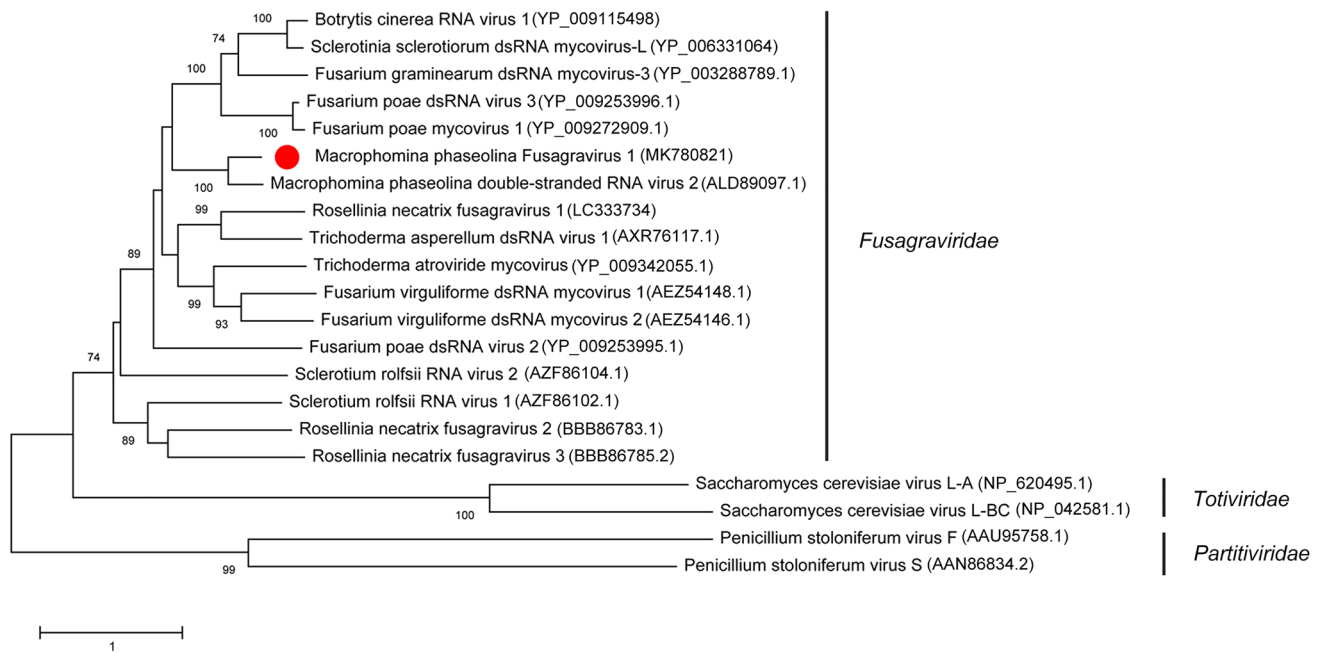 100
Botrytis cinerea RNA virus 1 (YP_009115498)
74
Sclerotinia sclerotiorum dsRNA mycovirus-L (YP_006331064)
100
Fusarium graminearum dsRNA mycovirus-3 (YP_003288789.1)
Fusarium poae dsRNA virus 3 (YP_009253996.1)
100
Fusarium poae mycovirus 1 (YP_009272909.1)
Macrophomina phaseolina Fusagravirus 1 (MK780821)
100
Macrophomina phaseolina double-stranded RNA virus 2 (ALD89097.1)
99
Rosellinia necatrix fusagravirus 1 (LC333734)
Trichoderma asperellum dsRNA virus 1 (AXR76117.1)
Fusagraviridae
89
Trichoderma atroviride mycovirus (YP_009342055.1)
99
Fusarium virguliforme dsRNA mycovirus 1 (AEZ54148.1)
93
Fusarium virguliforme dsRNA mycovirus 2 (AEZ54146.1)
Fusarium poae dsRNA virus 2 (YP_009253995.1)
74
Sclerotium rolfsii RNA virus 2 (AZF86104.1)
Sclerotium rolfsii RNA virus 1 (AZF86102.1)
89
Rosellinia necatrix fusagravirus 2 (BBB86783.1)
Rosellinia necatrix fusagravirus 3 (BBB86785.2)
Saccharomyces cerevisiae virus L-A (NP_620495.1)
100
Saccharomyces cerevisiae virus L-BC (NP_042581.1)
Totiviridae
Penicillium stoloniferum virus F (AAU95758.1)
99
Penicillium stoloniferum virus S (AAN86834.2)
Partitiviridae
1